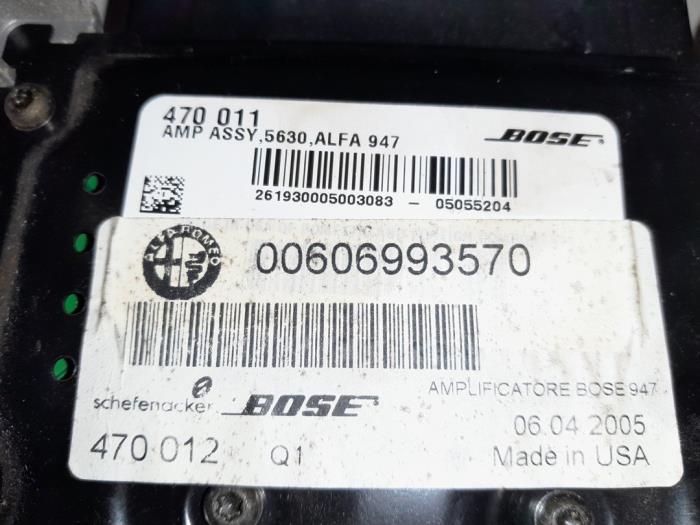 470 011
AMP ASSY,5630,ALFA 947
BOSE
261930005003083 - 05055204
ALFA ROMEO
00606993570
schefenacker BOSE
AMPLIFICATORE BOSE 947
06.04 2005
470 012 Q1 Made in USA